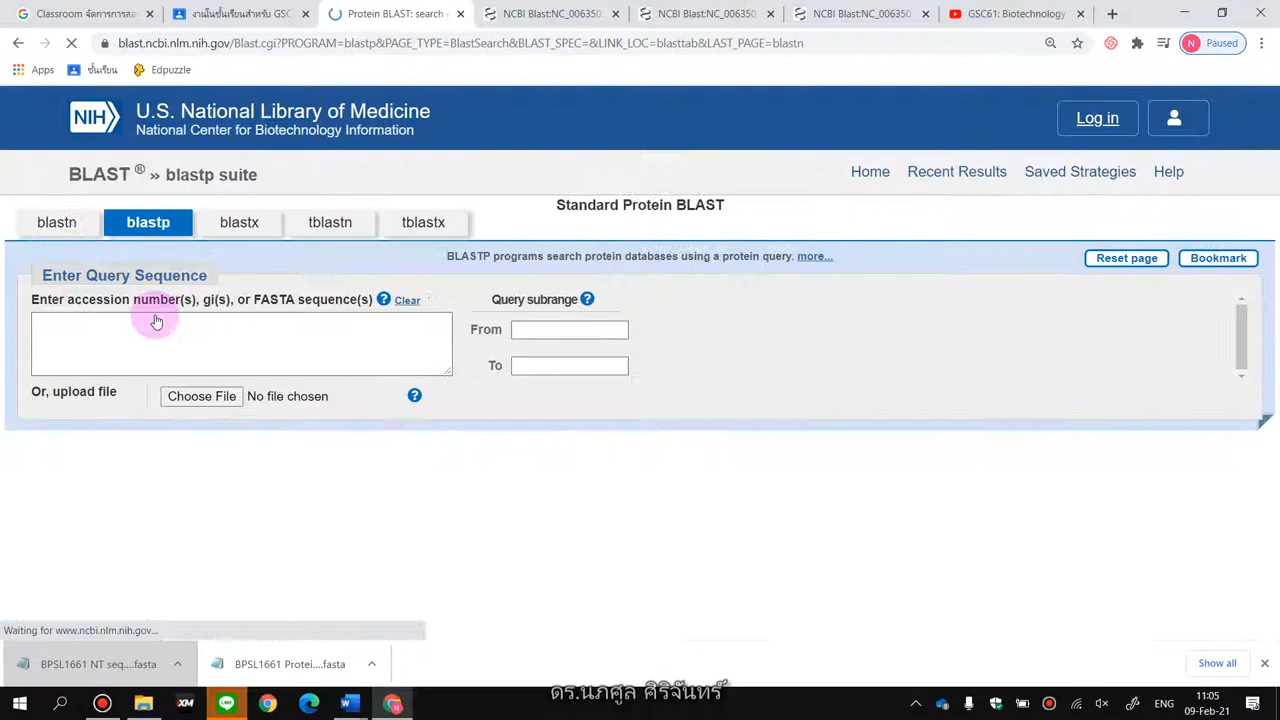 Classroom จัดการการส
งานในชั้นเรียนสำหรับ GSC
Protein BLAST: search
NCBI Blast:NC_006350
NCBI Blast:NC_006350
NCBI Blast:NC_006350
GSC61: Biotechnology
blast.ncbi.nlm.nih.gov/Blast.cgi?PROGRAM=blastp&PAGE_TYPE=BlastSearch&BLAST_SPEC=&LINK_LOC=blasttab&LAST_PAGE=blastn
N Paused
Apps
ชั้นเรียน
Edpuzzle
NIH
U.S. National Library of Medicine
National Center for Biotechnology Information
Log in
BLAST ® » blastp suite
Home
Recent Results
Saved Strategies
Help
Standard Protein BLAST
blastn
blastp
blastx
tblastn
tblastx
BLASTP programs search protein databases using a protein query. more...
Reset page
Bookmark
Enter Query Sequence
Enter accession number(s), gi(s), or FASTA sequence(s) ? Clear
Query subrange ?
From
To
Or, upload file
Choose File No file chosen
?
Waiting for www.ncbi.nlm.nih.gov...
BPSL1661 NT seq....fasta
BPSL1661 Protei....fasta
Show all
ดร.นภศูล ศิริจันทร์
XM
ENG
11:05
09-Feb-21